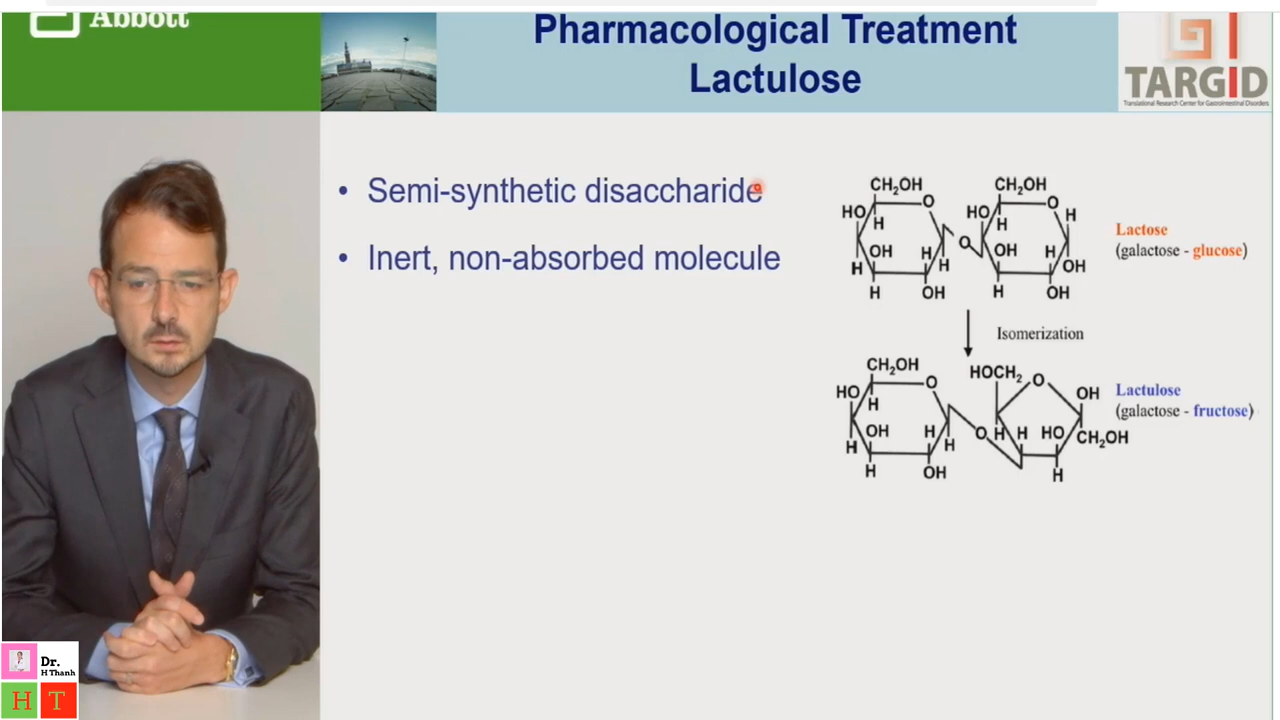 Abbott
Pharmacological Treatment
Lactulose
TARGID
Translational Research Center for Gastrointestinal Disorders
• Semi-synthetic disaccharide
• Inert, non-absorbed molecule
CH₂OH CH₂OH
HO O HO O H
H H
OH H O OH H
H H OH
H OH H OH
Lactose
(galactose - glucose)
Isomerization
CH₂OH HOCH₂ O
HO O OH
H
OH H O H H HO CH₂OH
H H
H OH H
Lactulose
(galactose - fructose)
Dr.
H Thanh
H T